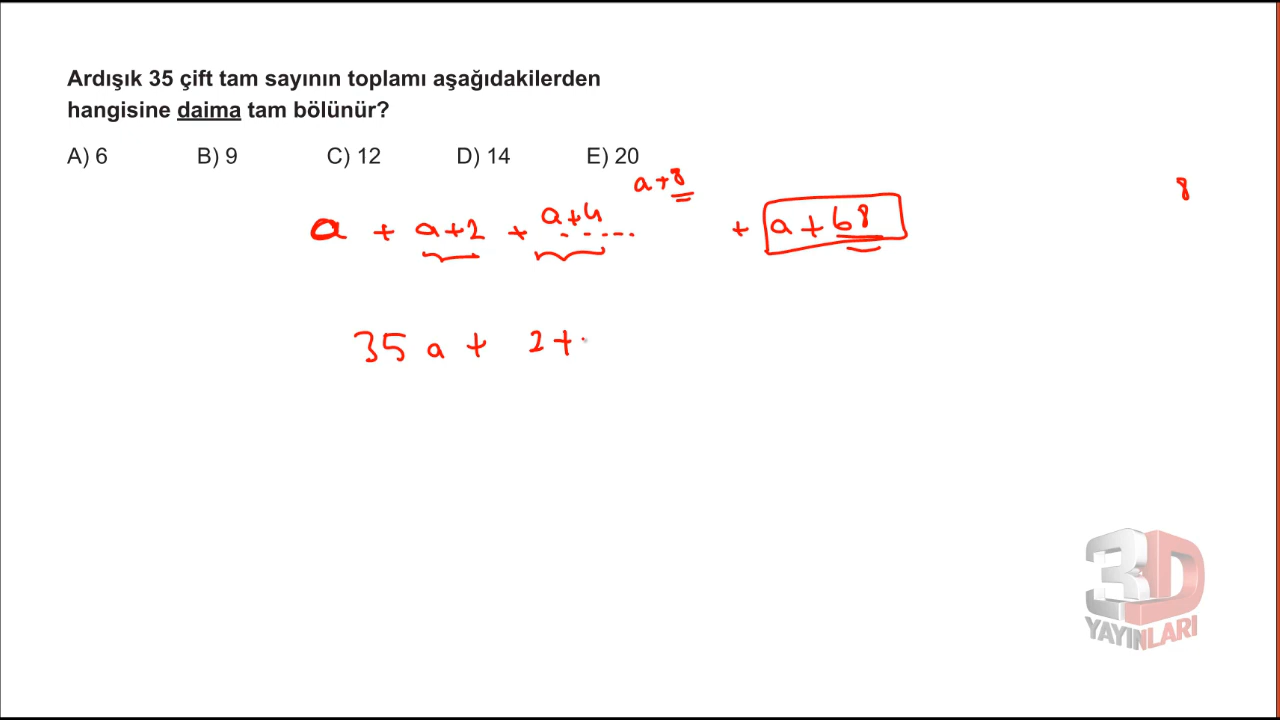 Ardışık 35 çift tam sayının toplamı aşağıdakilerden
hangisine daima tam bölünür?
A) 6 B) 9 C) 12 D) 14 E) 20
a+8
8
a + a+2 + a+4 ..... + a+68
35 a + 2+
3D
YAYINLARI